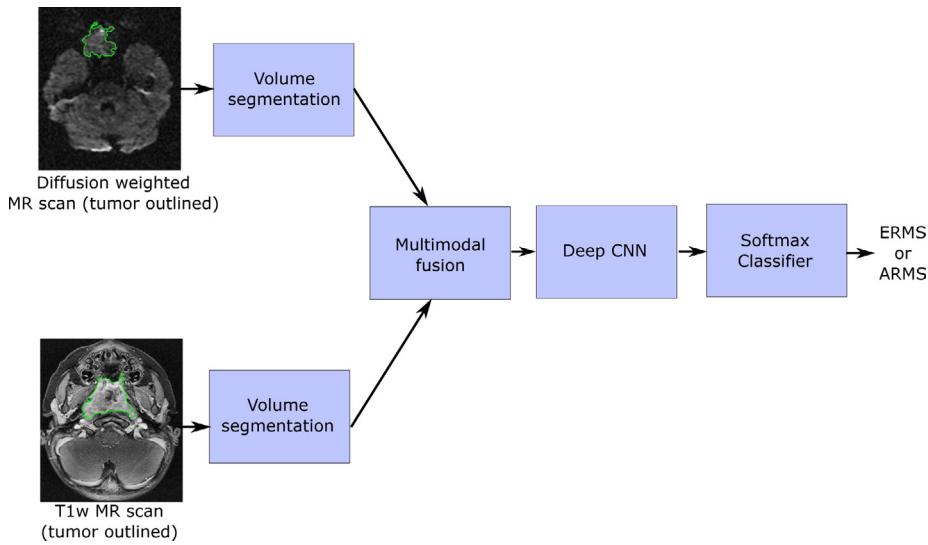 Volume
segmentation
Diffusion weighted
MR scan (tumor outlined)
Multimodal
fusion
Deep CNN
Softmax
Classifier
ERMS
or
ARMS
Volume
segmentation
T1w MR scan
(tumor outlined)